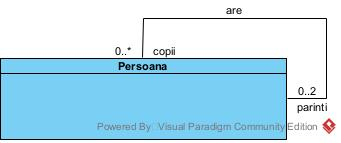 are
0..* copii
Persoana
0..2
parinti
Powered By: Visual Paradigm Community Edition